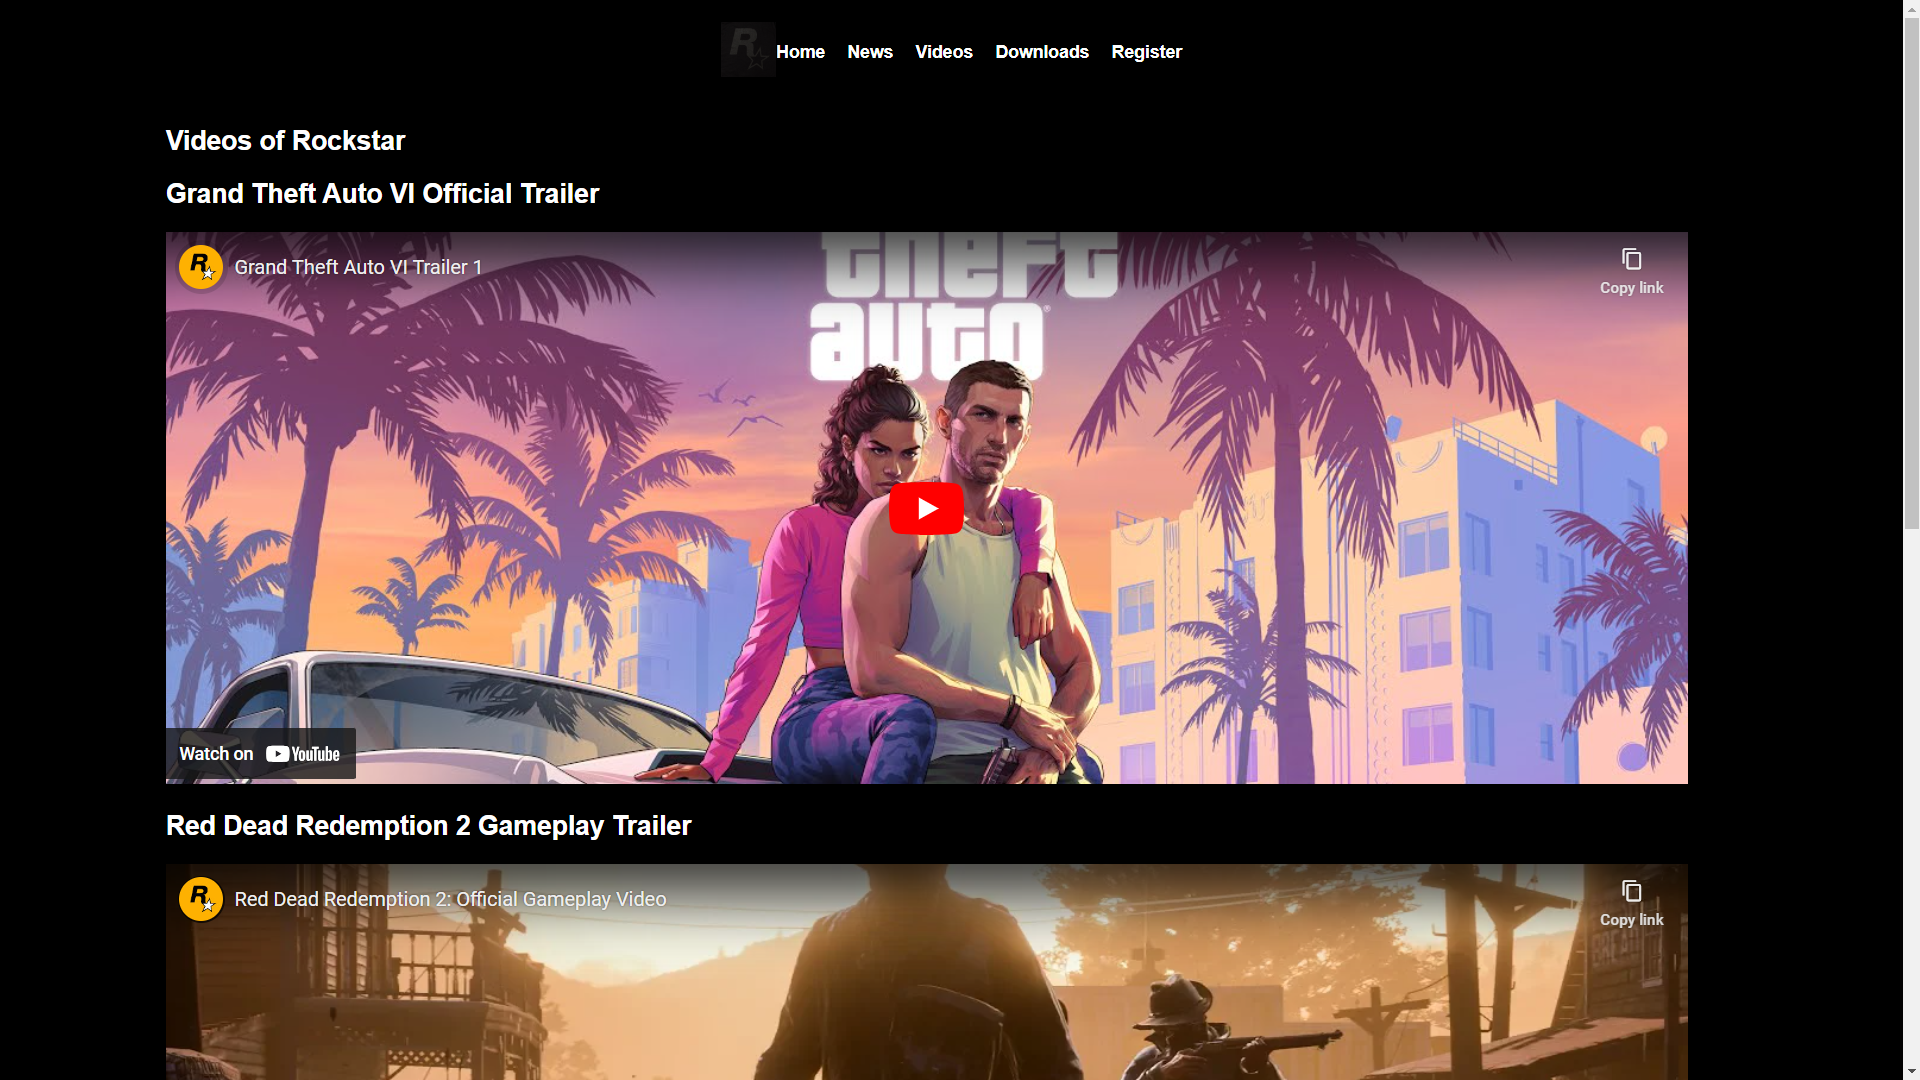 R
Home News Videos Downloads Register
Videos of Rockstar
Grand Theft Auto VI Official Trailer
R Grand Theft Auto VI Trailer 1
Copy link
theft
auto®
Watch on YouTube
Red Dead Redemption 2 Gameplay Trailer
R Red Dead Redemption 2: Official Gameplay Video
Copy link